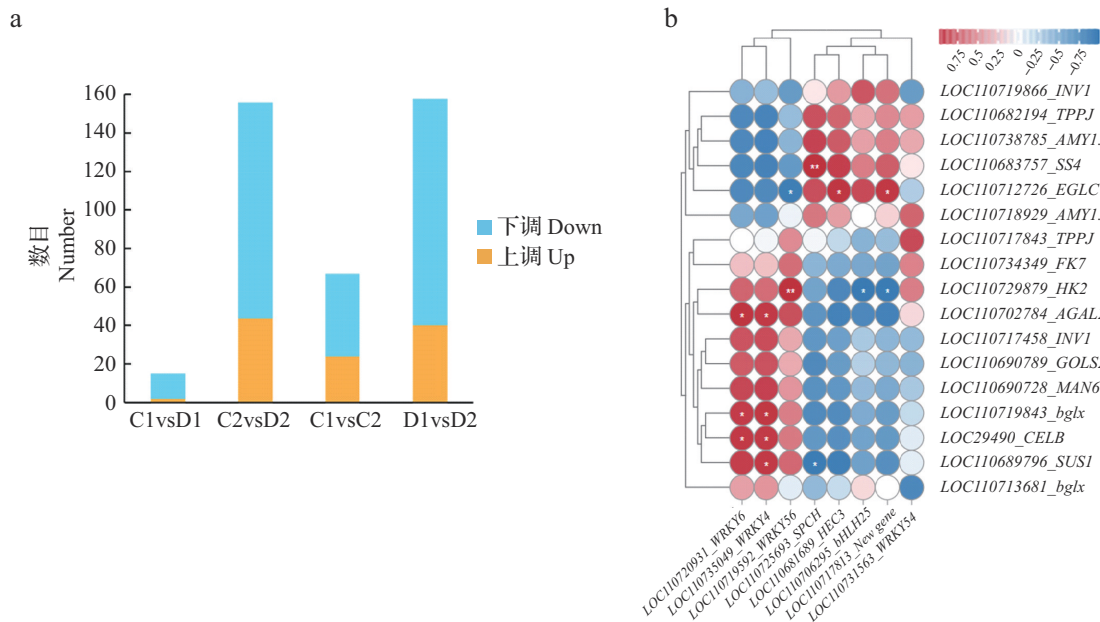 a
160
140
120
100
80
60
40
20
0
数目
Number
C1vsD1
C2vsD2
C1vsC2
D1vsD2
下调 Down
上调 Up
b
0.75
0.5
0.25
0
−0.25
−0.5
−0.75
LOC110719866_INV1
LOC110682194_TPPJ
LOC110738785_AMY1.
LOC110683757_SS4
LOC110712726_EGLC
LOC110718929_AMY1.
LOC110717843_TPPJ
LOC110734349_FK7
LOC110729879_HK2
LOC110702784_AGAL.
LOC110717458_INV1
LOC110690789_GOLS.
LOC110690728_MAN6
LOC110719843_bglx
LOC29490_CELB
LOC110689796_SUS1
LOC110713681_bglx
** 
* * *
** * *
* *
* *
* *
* *
LOC110720931_WRKY6
LOC110735049_WRKY4
LOC110719592_WRKY56
LOC110725693_SPCH
LOC110681689_HEC3
LOC110706295_bHLH25
LOC110717813_New gene
LOC110731563_WRKY54